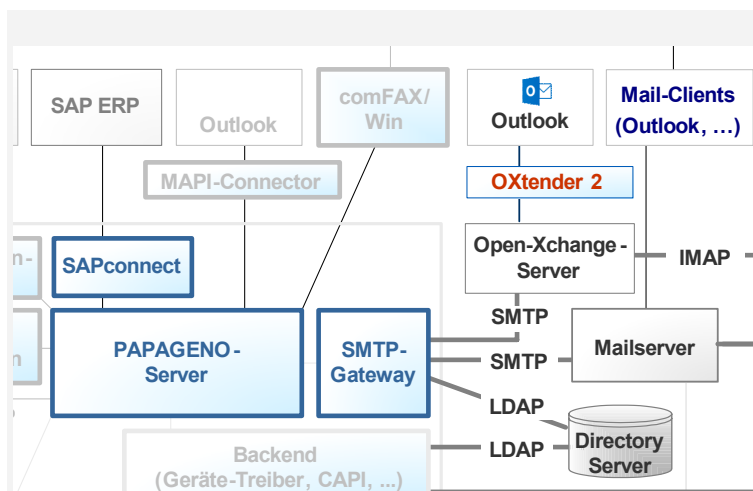 SAP ERP
Outlook
comFAX/
Win
Outlook
Mail-Clients
(Outlook, ...)
MAPI-Connector
OXtender 2
m-
SAPconnect
Open-Xchange-
Server
IMAP
SMTP
n
PAPAGENO-
Server
SMTP-
Gateway
SMTP
Mailserver
LDAP
LDAP
Directory
Server
Backend
(Geräte-Treiber, CAPI, ...)